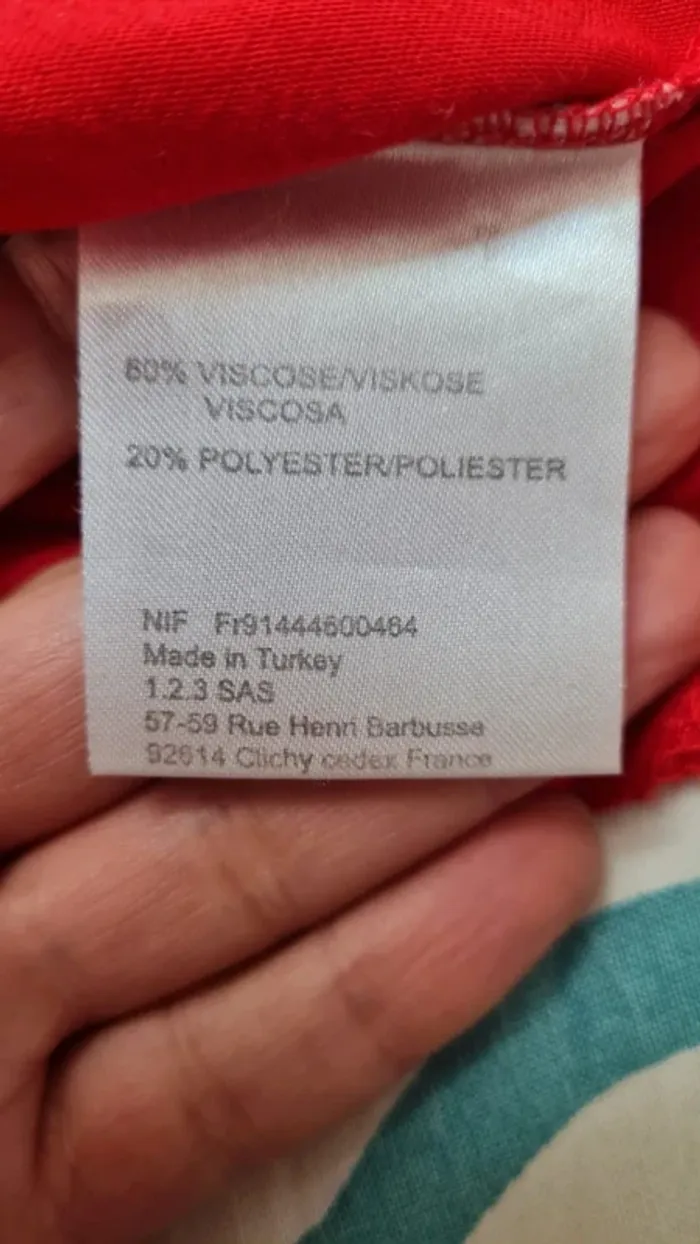 80% VISCOSE/VISKOSE
VISCOSA
20% POLYESTER/POLIESTER
NIF Fr91444600464
Made in Turkey
1.2.3 SAS
57-59 Rue Henri Barbusse
92614 Clichy cedex France